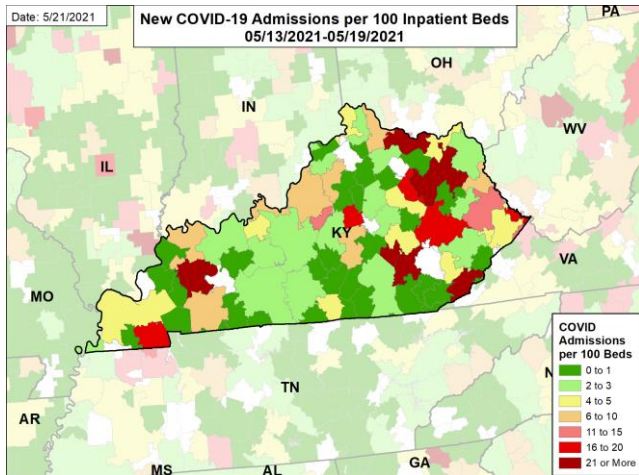 Date: 5/21/2021
New COVID-19 Admissions per 100 Inpatient Beds
05/13/2021-05/19/2021
PA
OH
IN
WV
IL
KY
VA
MO
TN
AR
MS
AL
GA
COVID
Admissions
per 100 Beds
0 to 1
2 to 3
4 to 5
6 to 10
11 to 15
16 to 20
21 or More